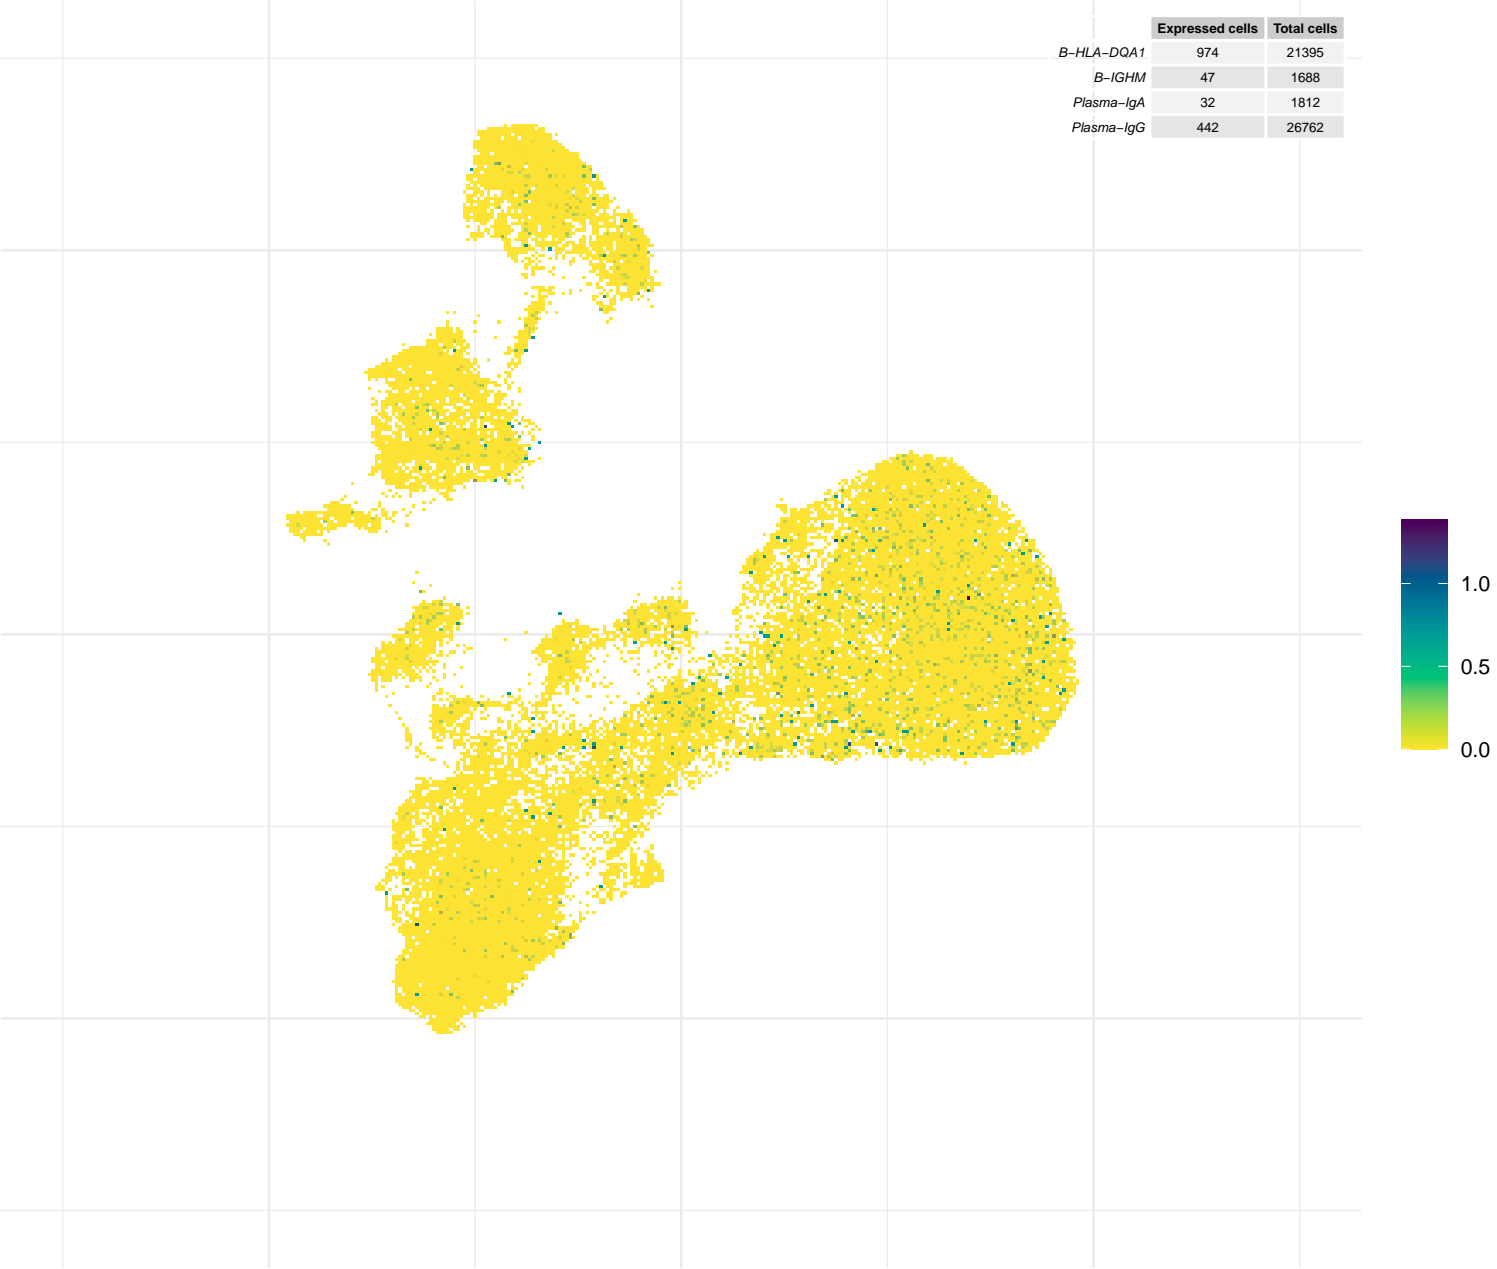 Expressed cells Total cells
B−HLA−DQA1 974 21395
B−IGHM 47 1688
Plasma−IgA 32 1812
Plasma−IgG 442 26762
1.0
0.5
0.0